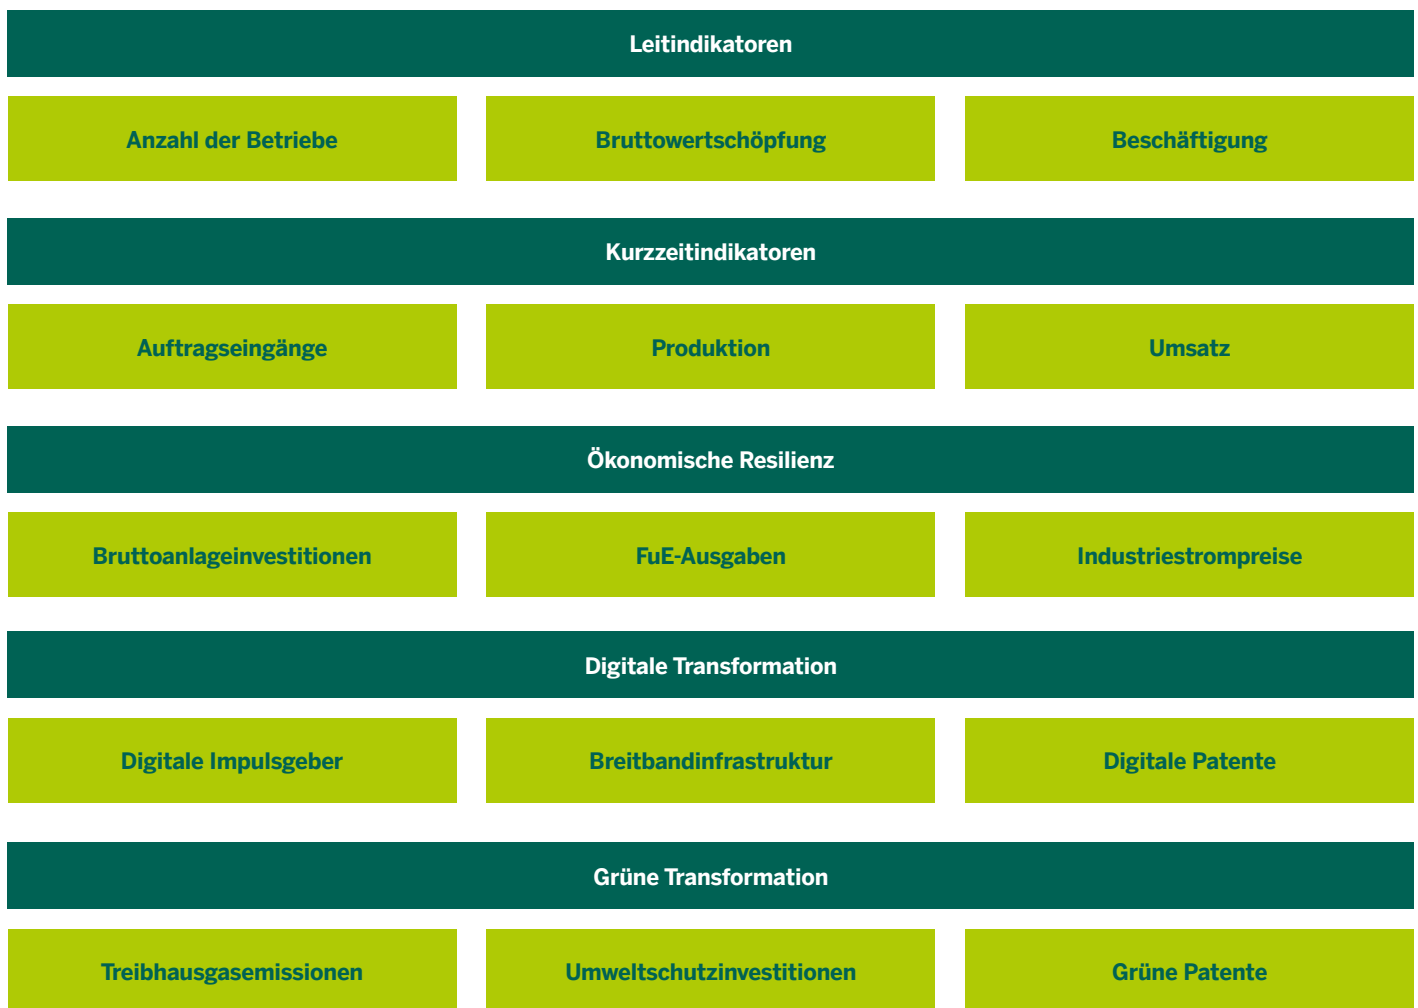 Leitindikatoren
Anzahl der Betriebe
Bruttowertschöpfung
Beschäftigung
Kurzzeitindikatoren
Auftragseingänge
Produktion
Umsatz
Ökonomische Resilienz
Bruttoanlageinvestitionen
FuE-Ausgaben
Industriestrompreise
Digitale Transformation
Digitale Impulsgeber
Breitbandinfrastruktur
Digitale Patente
Grüne Transformation
Treibhausgasemissionen
Umweltschutzinvestitionen
Grüne Patente